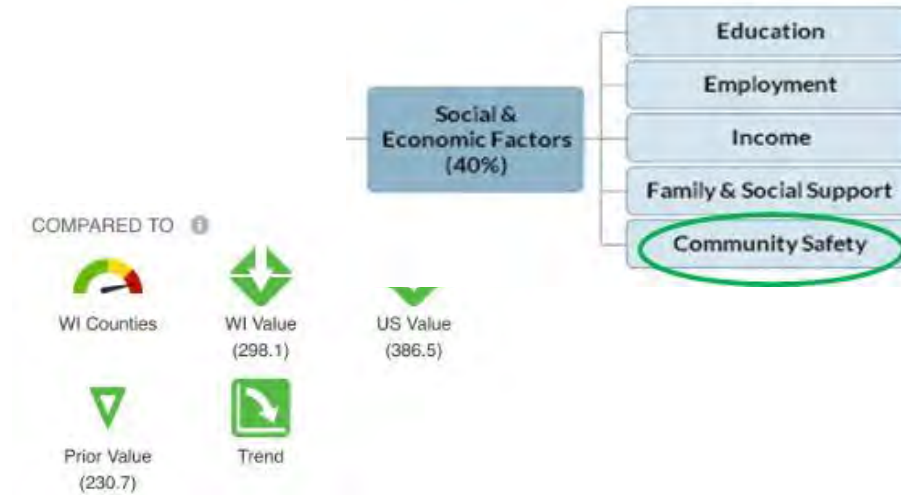 Education
Employment
Social &
Economic Factors
(40%)
Income
Family & Social Support
Community Safety
COMPARED TO
WI Counties
WI Value
(298.1)
US Value
(386.5)
Prior Value
(230.7)
Trend